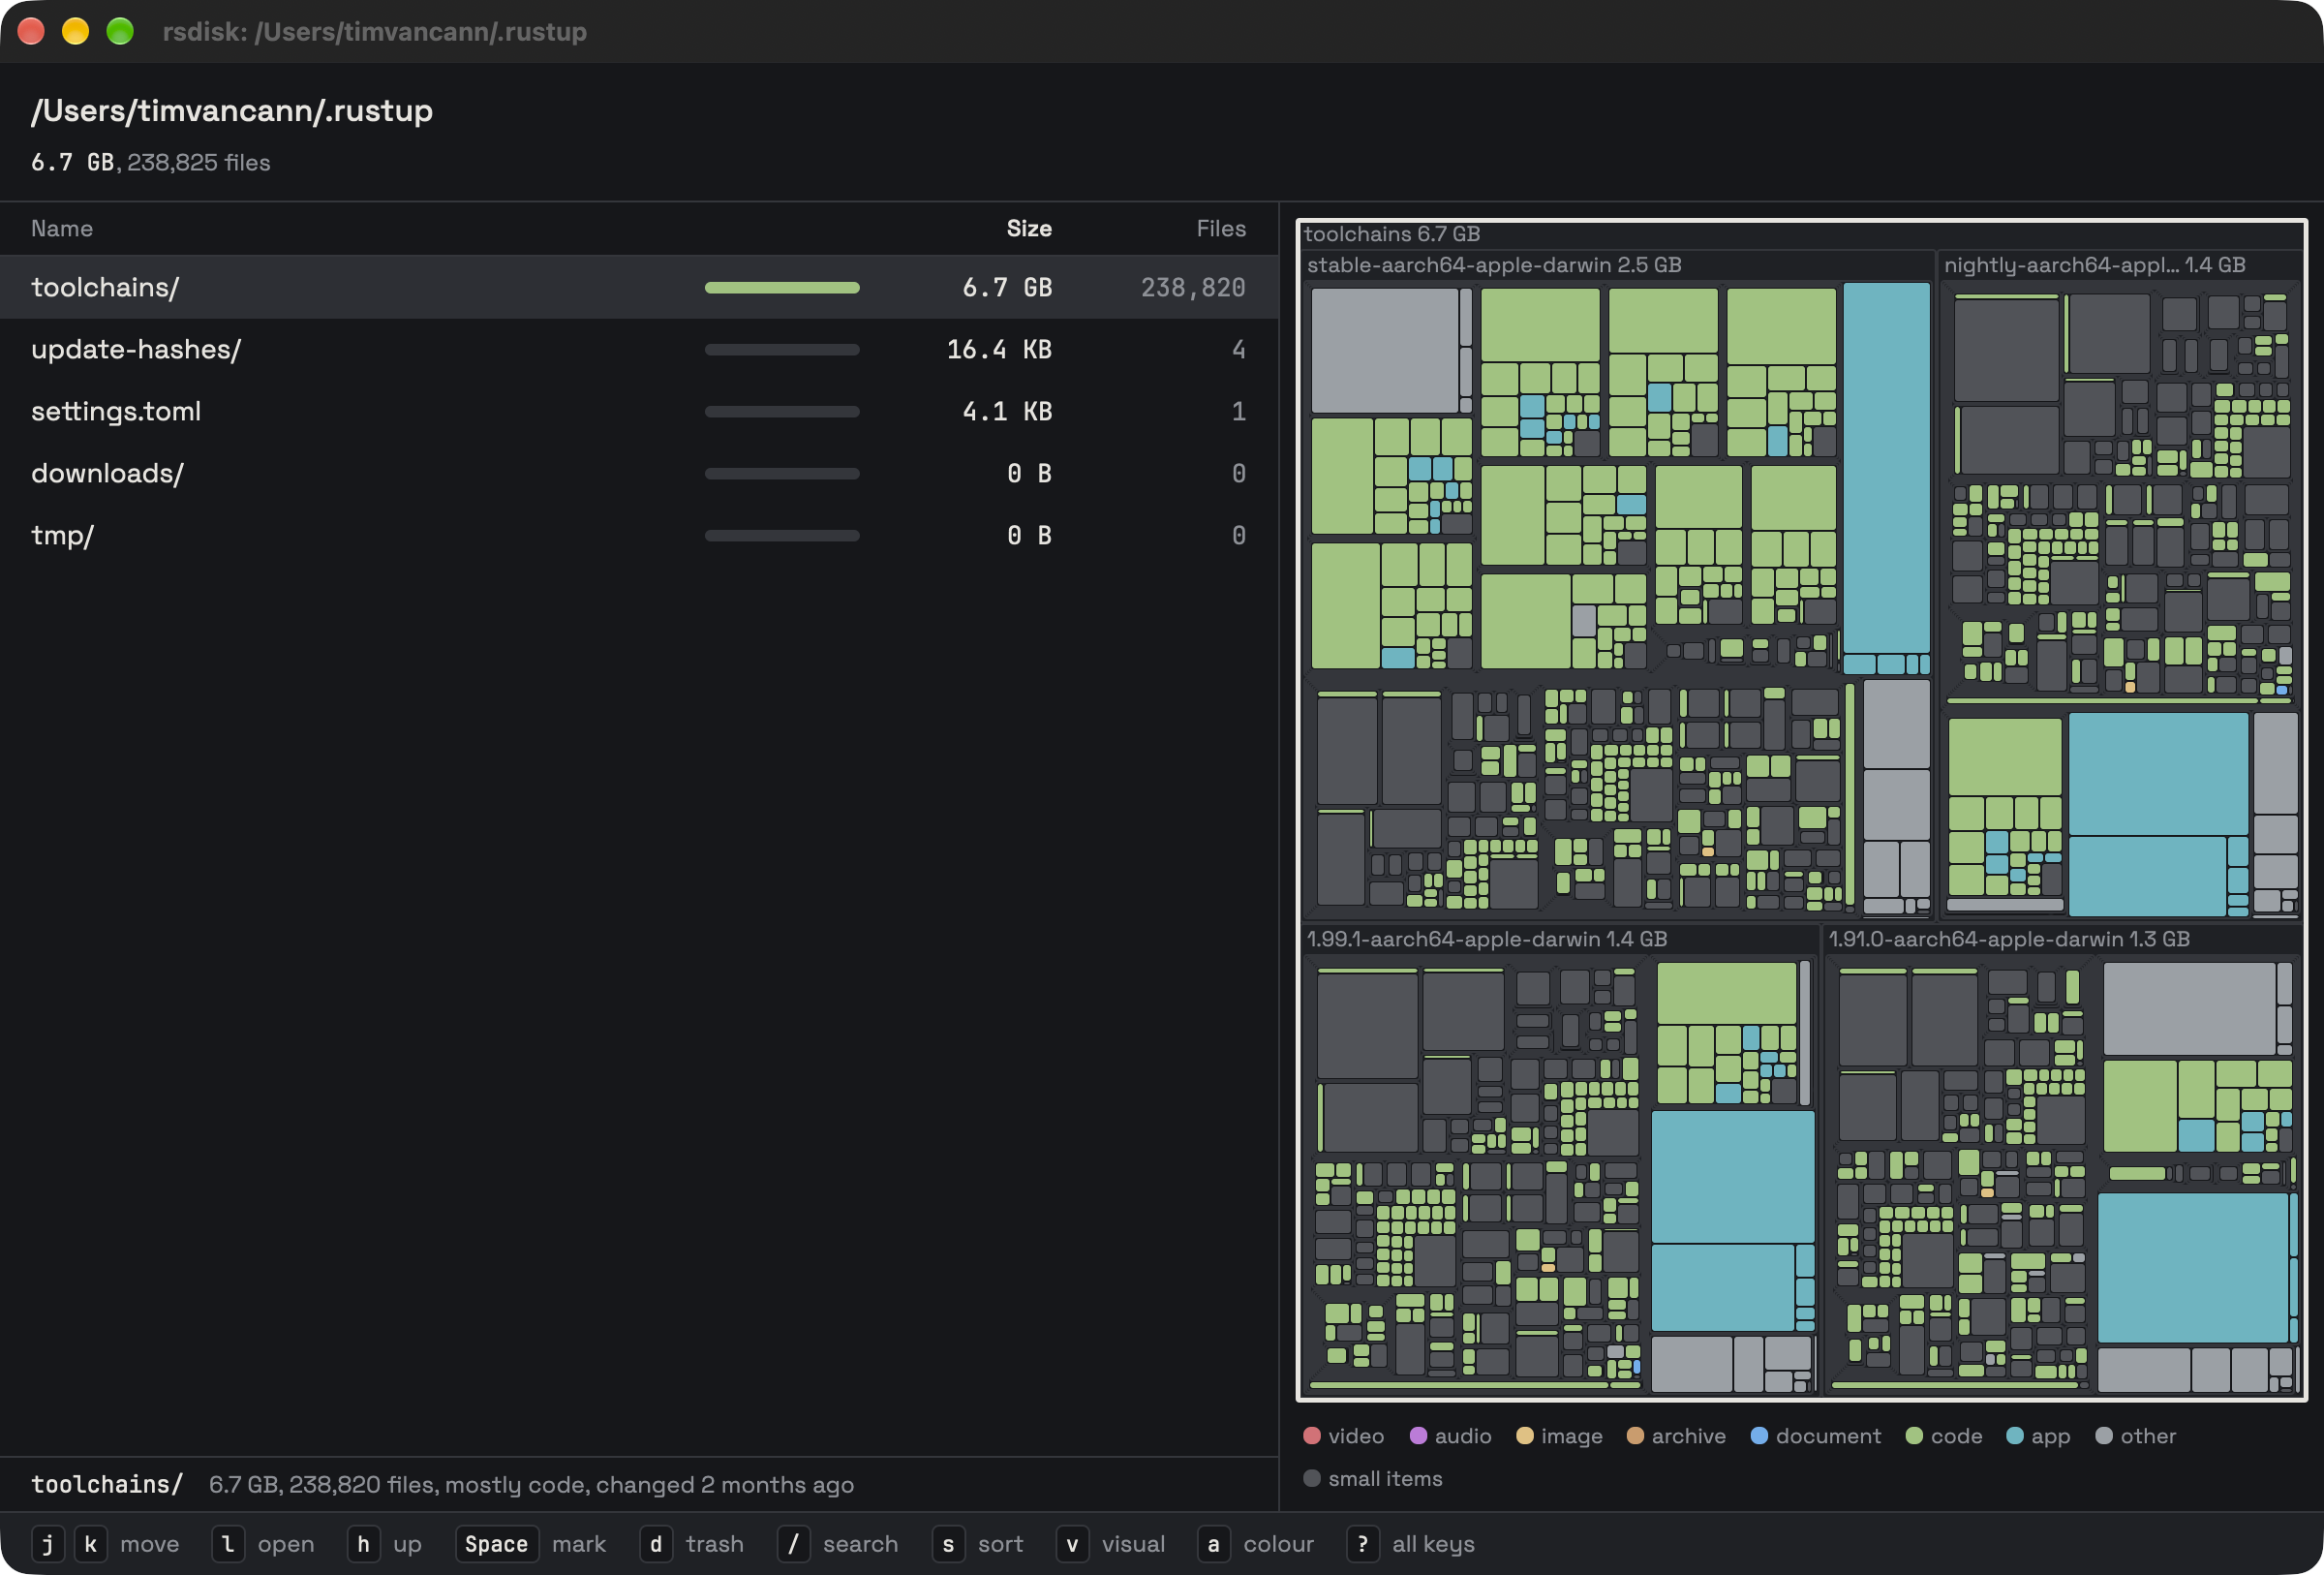 rsdisk: /Users/timvancann/.rustup
/Users/timvancann/.rustup
6.7 GB, 238,825 files
Name Size Files
toolchains/ 6.7 GB 238,820
update-hashes/ 16.4 KB 4
settings.toml 4.1 KB 1
downloads/ 0 B 0
tmp/ 0 B 0
toolchains 6.7 GB
stable-aarch64-apple-darwin 2.5 GB
nightly-aarch64-appl… 1.4 GB
1.99.1-aarch64-apple-darwin 1.4 GB
1.91.0-aarch64-apple-darwin 1.3 GB
video audio image archive document code app other
small items
toolchains/ 6.7 GB, 238,820 files, mostly code, changed 2 months ago
j k move l open h up Space mark d trash / search s sort v visual a colour ? all keys